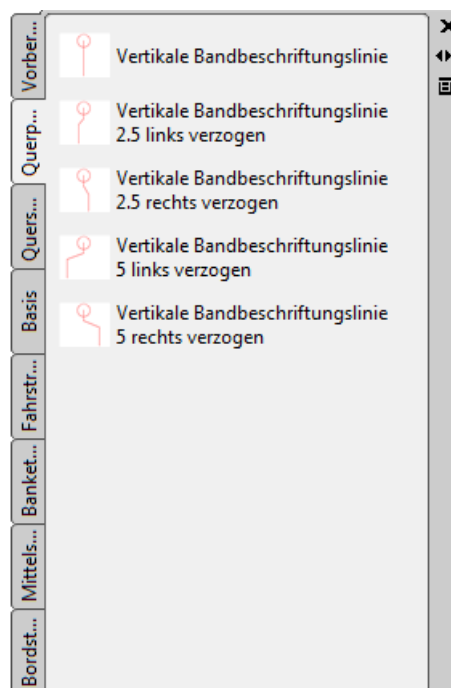 Vorber...
Querp...
Quers...
Basis
Fahrstr...
Banket...
Mittels...
Bordst...
Vertikale Bandbeschriftungslinie
Vertikale Bandbeschriftungslinie
2.5 links verzogen
Vertikale Bandbeschriftungslinie
2.5 rechts verzogen
Vertikale Bandbeschriftungslinie
5 links verzogen
Vertikale Bandbeschriftungslinie
5 rechts verzogen